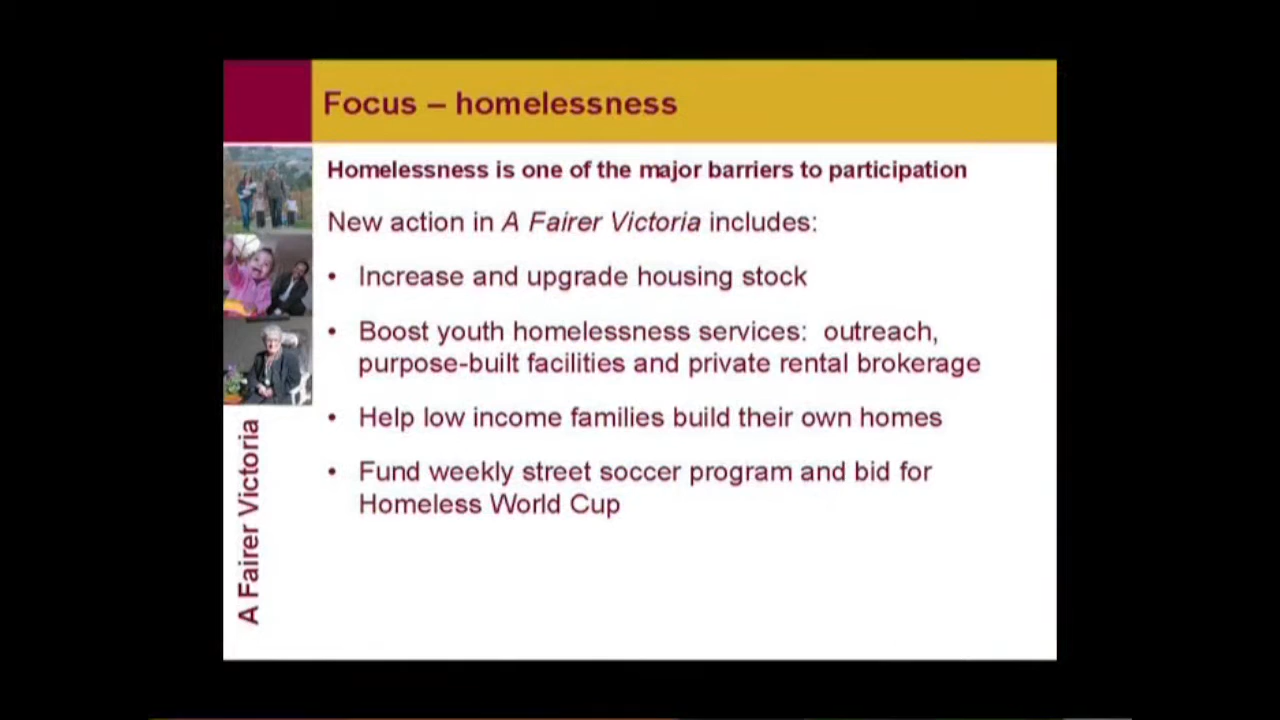 Focus – homelessness
Homelessness is one of the major barriers to participation
New action in A Fairer Victoria includes:
• Increase and upgrade housing stock
• Boost youth homelessness services: outreach,
purpose-built facilities and private rental brokerage
• Help low income families build their own homes
• Fund weekly street soccer program and bid for
Homeless World Cup
A Fairer Victoria